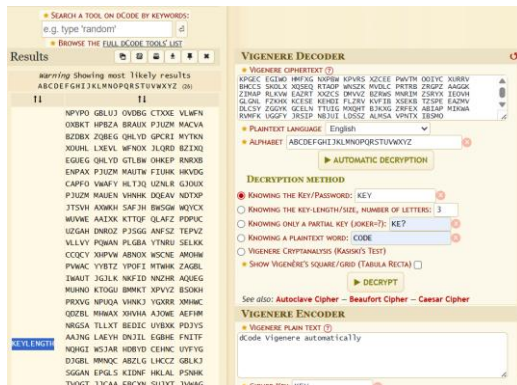 ★ SEARCH A TOOL ON DCODE BY KEYWORDS:
e.g. type 'random'
★ BROWSE THE FULL DCODE TOOLS' LIST
Results
Warning Showing most likely results
ABCDEFGHIJKLMNOPQRSTUVWXYZ (26)
↑↓ ↑↓
NPYPO GBLUJ OVDBG CTXXE VLWFN
OXBKT HPBZA BRAUX PJUZM MACVA
BZDBX ZQBEG QHLYD GPCRI MYTKN
XOUHL LXEVL WFNOX JLQRD BZIXQ
EGUEG QHLYD GTLBW OHKEP RNRXB
ENPAX PJUZM MAUTW FIUHK HKVDG
CAPFO VWAFY HLTJQ UZNLR GJOUX
PJUZM MAUEN VHNHK DQEAV NDTXP
JTSVH AXWKH SAFJH BWSGW WQYCX
WUVWE AAIXK KTTQF QLAFZ PDPUC
UZGAH DNROZ PJSGG ANFSZ TEPVZ
VLLVY PQWAN PLGBA YTNRU SELKK
CCQCY XHPVW ABNOX WSCNE AMOHW
PVWAC YYBTZ YPOFI MTWHK ZAGBL
IWAUT JGJLK NKFID NNZHR AQUEG
MUHNO KTOGU BMMKT XPVYZ BSOKH
PRXVG NPUQA VHNKJ YGXRR XMHWC
QDZBL MHWAX XHVHA AJOWE AEFHM
NRGSA TLLXT BEDIC UYBXK PDJYS
AAJNG LAEYH DNJIL EGBHE FNITF
KEYLENGTH NQHGI WSJAR HDBYD CEHNC UYFYG
DJGBL MMNQC ABZLG LHCCZ GBLKJ
SGGAN EPGLS KIDNF HKLAL PSNHK
VIGENERE DECODER
★ VIGENERE CIPHERTEXT
KPGEC EGIWO HMFXG NXPBW KPVRS XZCEE PWVTM OOIYC XURRV
BHCCS SKOLX XQSEQ RTAOP WNSZK MVDLC PRTRB ZRGPZ AAGGK
ZIMAP RLKVW EAZRT XXZCS DMVVZ BZRWS MNRIM ZSRYX IEOVH
GLGNL FZKHX KCESE KEHDI FLZRV KVFIB XSEKB TZSPE EAZMV
DLCSY ZGGYK GCELN TTUIG MXQHT BJKXG ZRFEX ABIAP MIKWA
RVMFK UGGFY JRSIP NBJUI LDSSZ ALMSA VPNTX IBSMO
★ PLAINTEXT LANGUAGE English
★ ALPHABET ABCDEFGHIJKLMNOPQRSTUVWXYZ
► AUTOMATIC DECRYPTION
DECRYPTION METHOD
KNOWING THE KEY/PASSWORD: KEY
KNOWING THE KEY-LENGTH/SIZE, NUMBER OF LETTERS: 3
KNOWING ONLY A PARTIAL KEY (JOKER=?): KE?
KNOWING A PLAINTEXT WORD: CODE
VIGENERE CRYPTANALYSIS (KASISKI'S TEST)
★ SHOW VIGENÈRE'S SQUARE/GRID (TABULA RECTA)
► DECRYPT
See also: Autoclave Cipher – Beaufort Cipher – Caesar Cipher
VIGENERE ENCODER
★ VIGENERE PLAIN TEXT
dCode Vigenere automatically